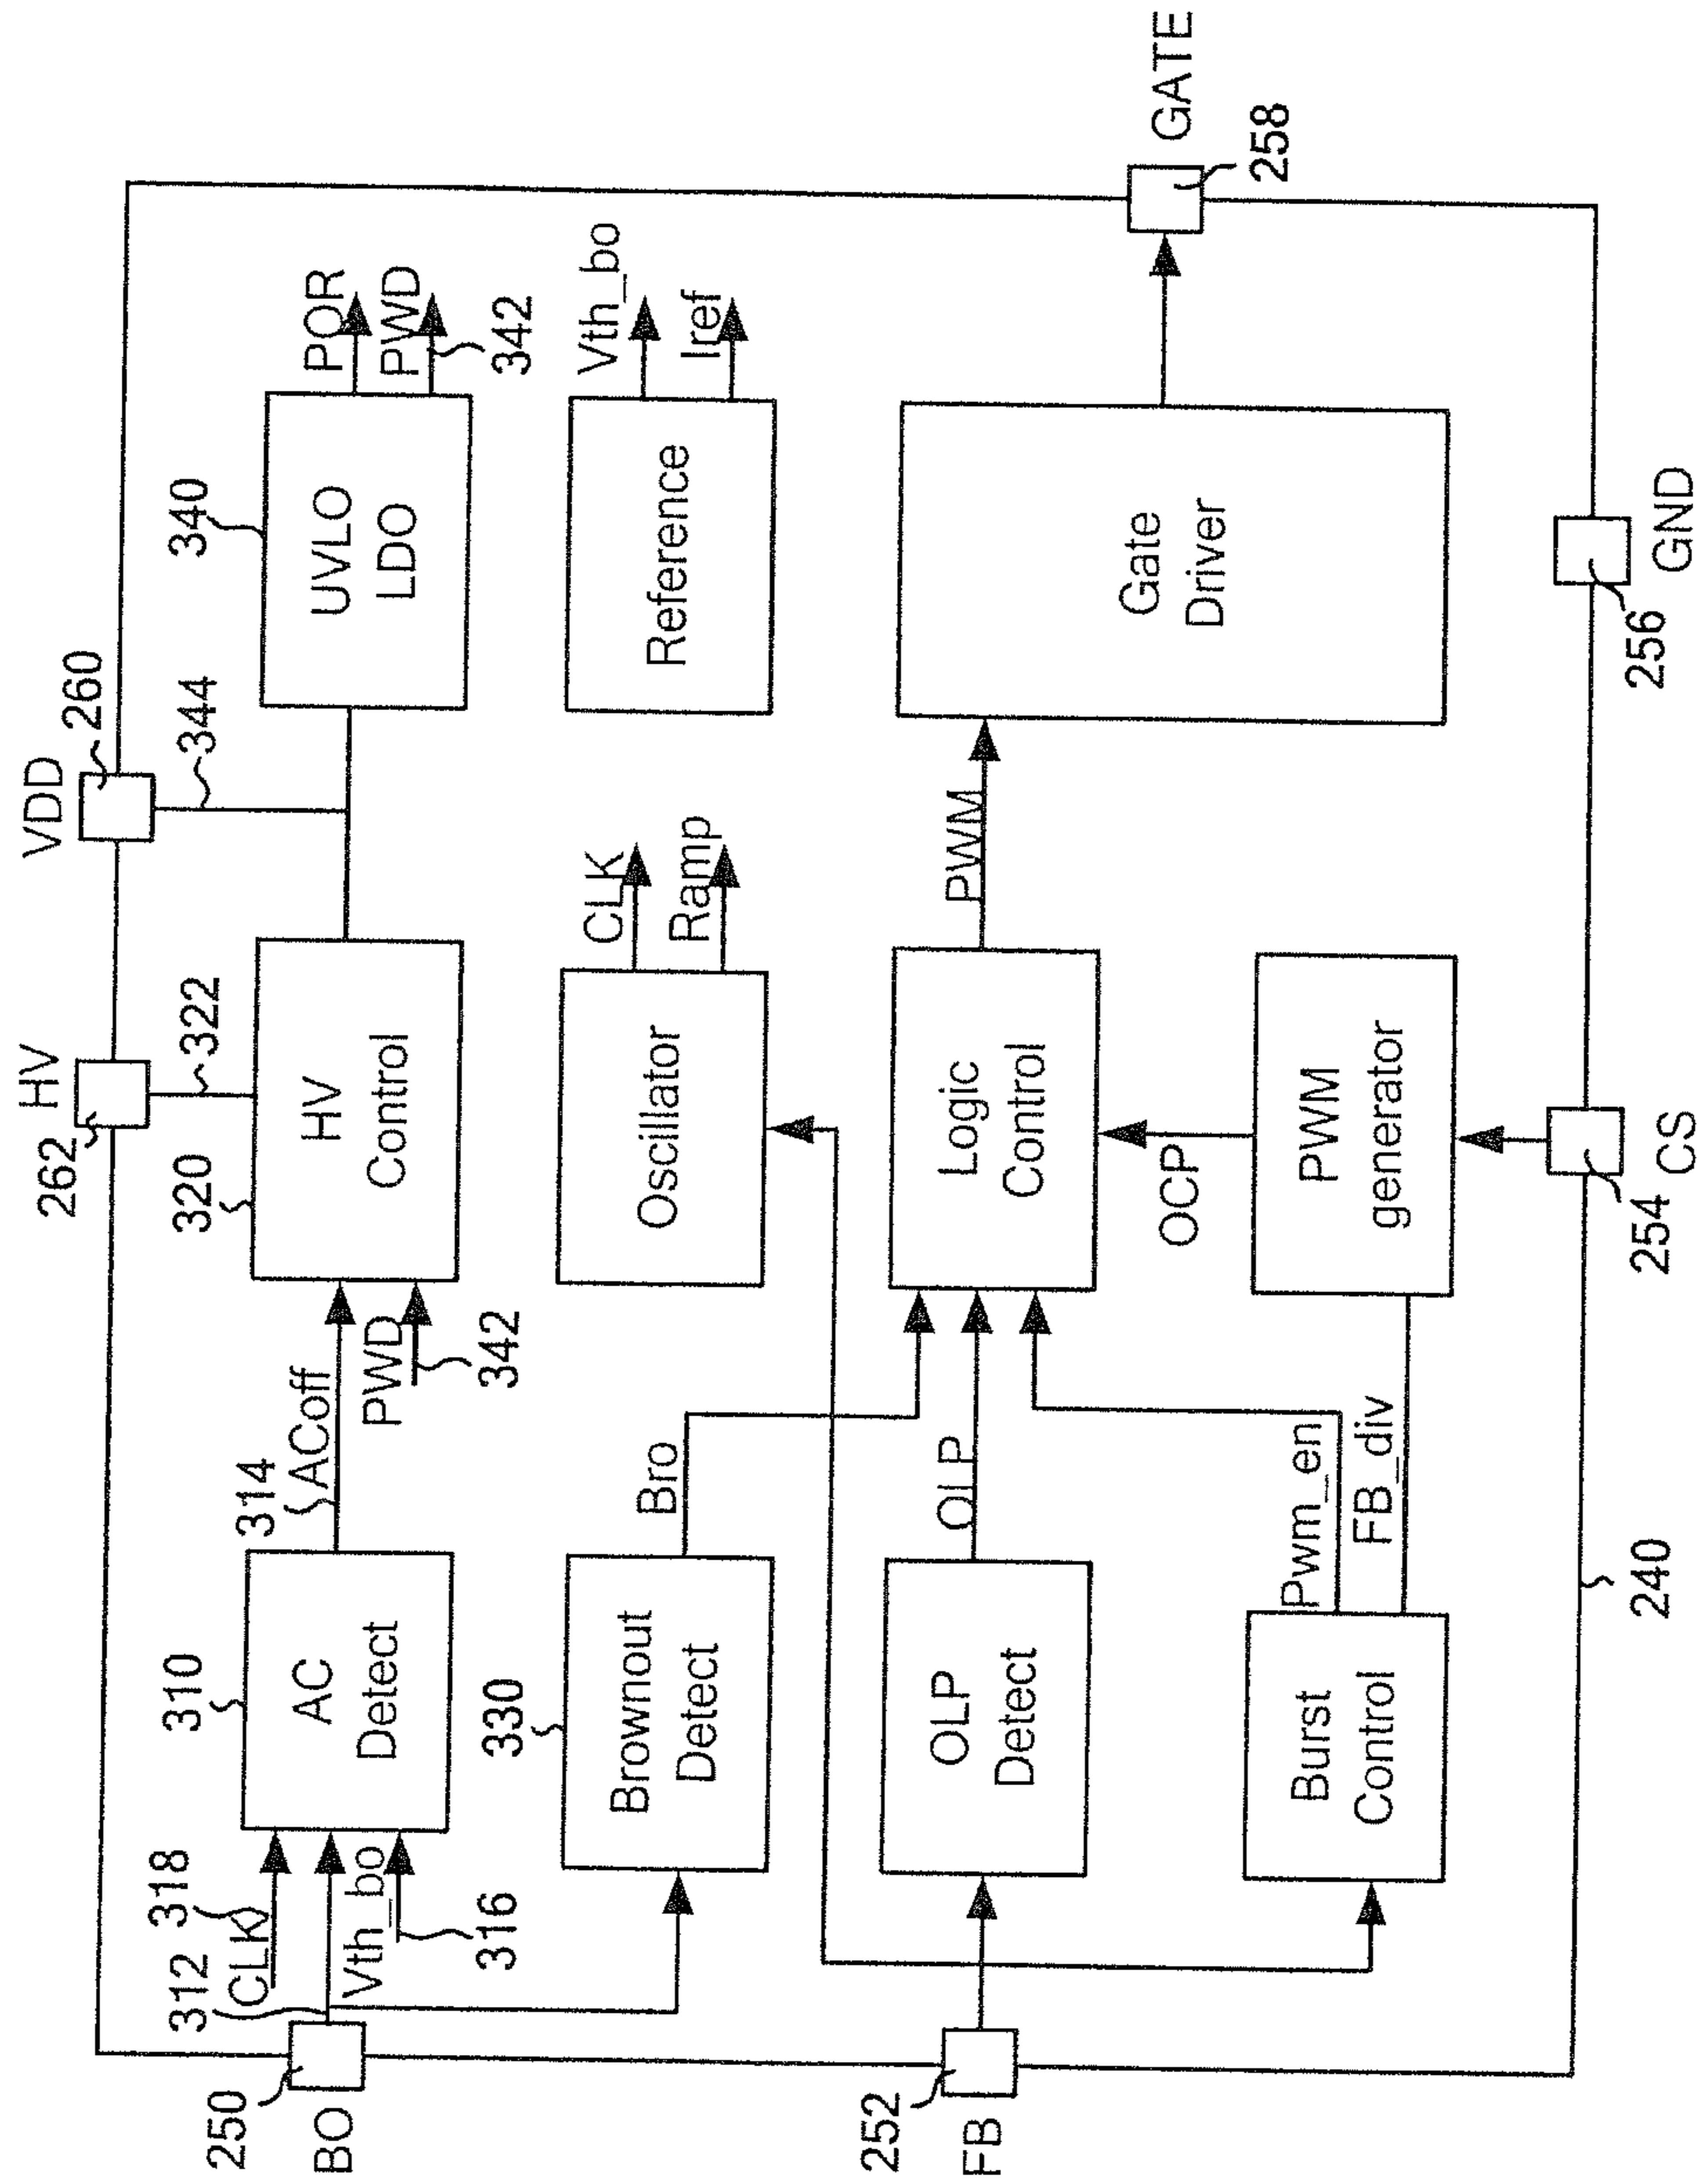 HV
VDD
262
260
322
344
320
340
314
310
318
312
CLK
AC
Detect
ACoff
PWD
342
HV
Control
UVLO
LDO
POR
PWD
342
250
BO
Vth_bo
316
330
Brownout
Detect
Bro
Oscillator
CLK
Ramp
Reference
Vth_bo
Iref
252
FB
OLP
Detect
OLP
Logic
Control
PWM
Gate
Driver
GATE
258
OCP
Burst
Control
Pwm_en
FB_div
PWM
generator
240
254
CS
256
GND